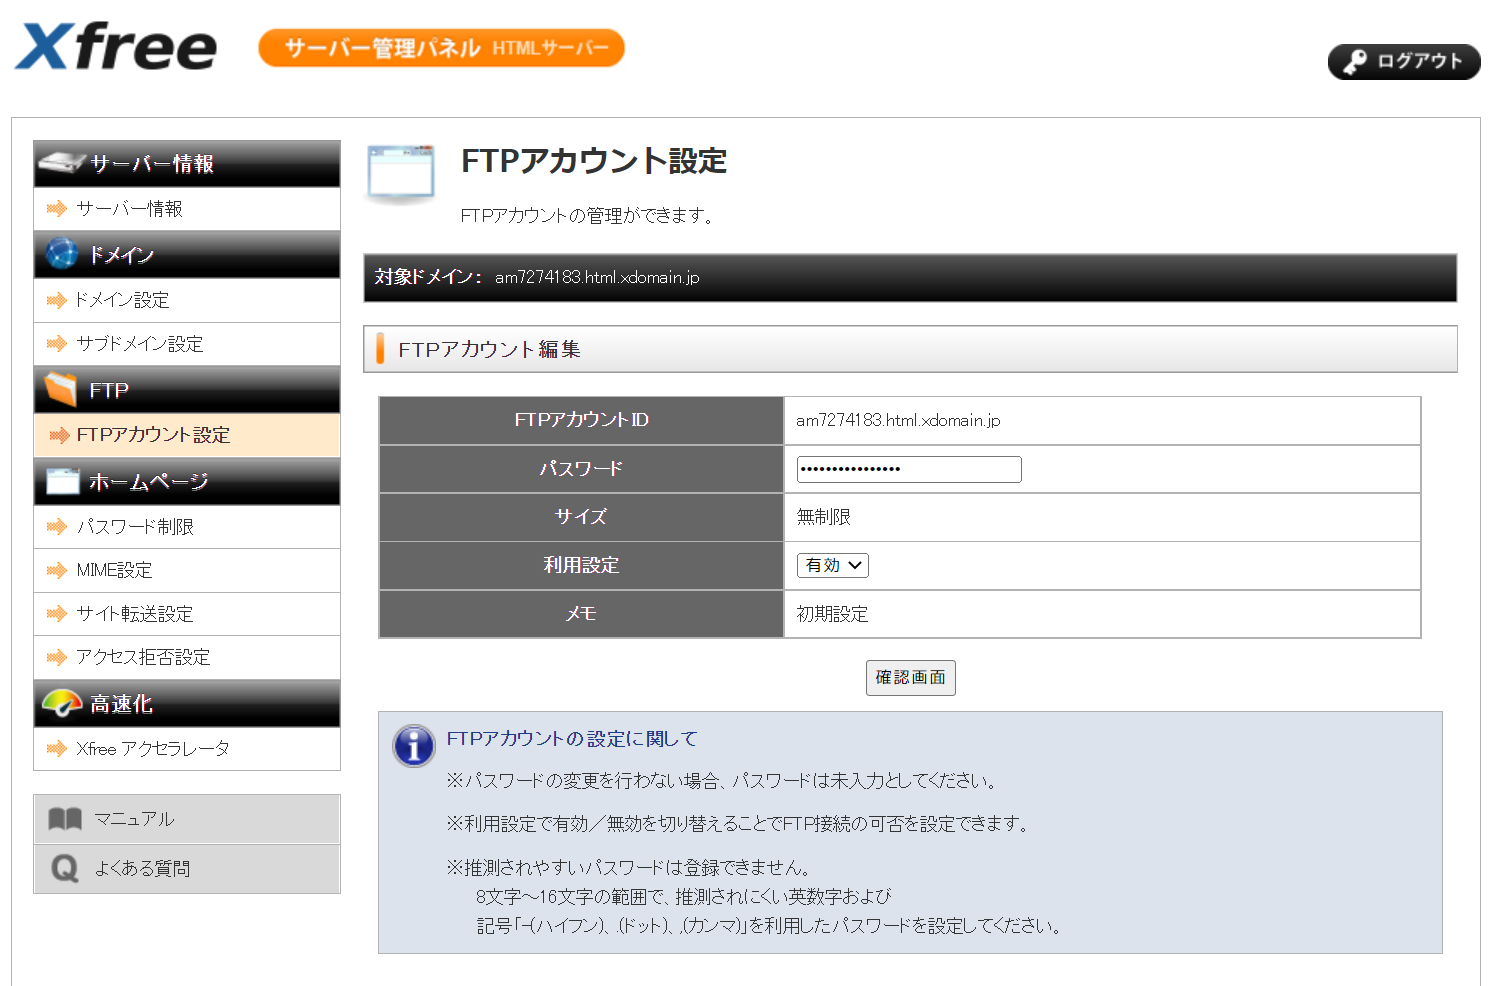 Xfree
サーバー管理パネル HTMLサーバー
ログアウト
サーバー情報
サーバー情報
ドメイン
ドメイン設定
サブドメイン設定
FTP
FTPアカウント設定
ホームページ
パスワード制限
MIME設定
サイト転送設定
アクセス拒否設定
高速化
Xfree アクセラレータ
マニュアル
よくある質問
FTPアカウント設定
FTPアカウントの管理ができます。
対象ドメイン： am7274183.html.xdomain.jp
FTPアカウント編集
FTPアカウントID am7274183.html.xdomain.jp
パスワード ••••••••••••••••
サイズ 無制限
利用設定 有効
メモ 初期設定
確認画面
FTPアカウントの設定に関して
※パスワードの変更を行わない場合、パスワードは未入力としてください。
※利用設定で有効／無効を切り替えることでFTP接続の可否を設定できます。
※推測されやすいパスワードは登録できません。
8文字～16文字の範囲で、推測されにくい英数字および
記号「-(ハイフン)、.(ドット)、,(カンマ)」を利用したパスワードを設定してください。